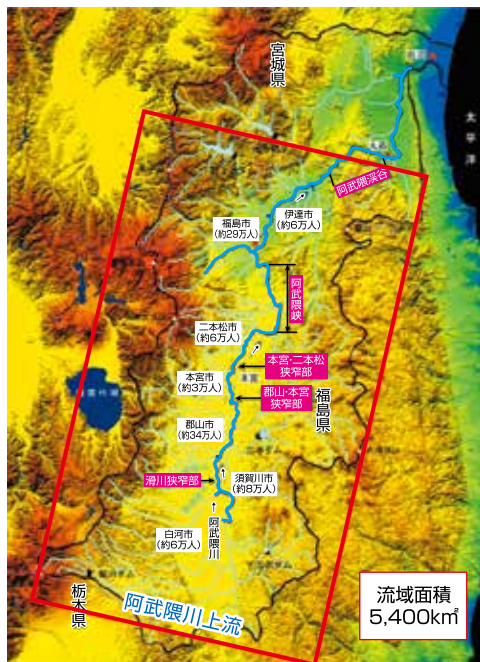 宮城県
太平洋
阿武隈渓谷
伊達市
(約6万人)
福島市
(約29万人)
阿武隈峡
二本松市
(約6万人)
本宮・二本松
狭窄部
本宮市
(約3万人)
郡山・本宮
狭窄部
福島県
郡山市
(約34万人)
滑川狭窄部
須賀川市
(約8万人)
阿武隈川
白河市
(約6万人)
栃木県
阿武隈川上流
流域面積
5,400k㎡